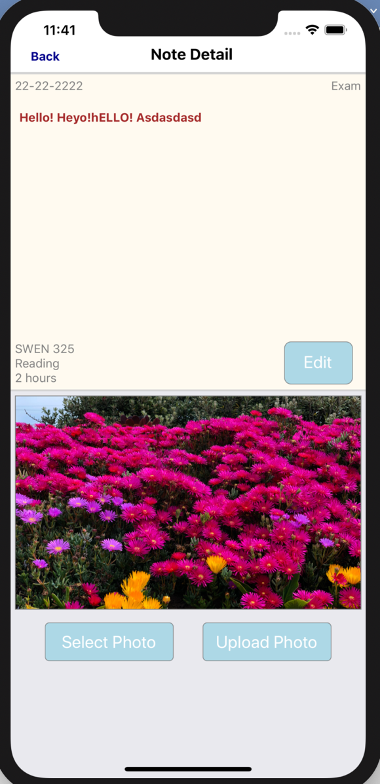 11:41
Back
Note Detail
22-22-2222
Exam
Hello! Heyo!hELLO! Asdasdasd
SWEN 325
Reading
2 hours
Edit
Select Photo
Upload Photo